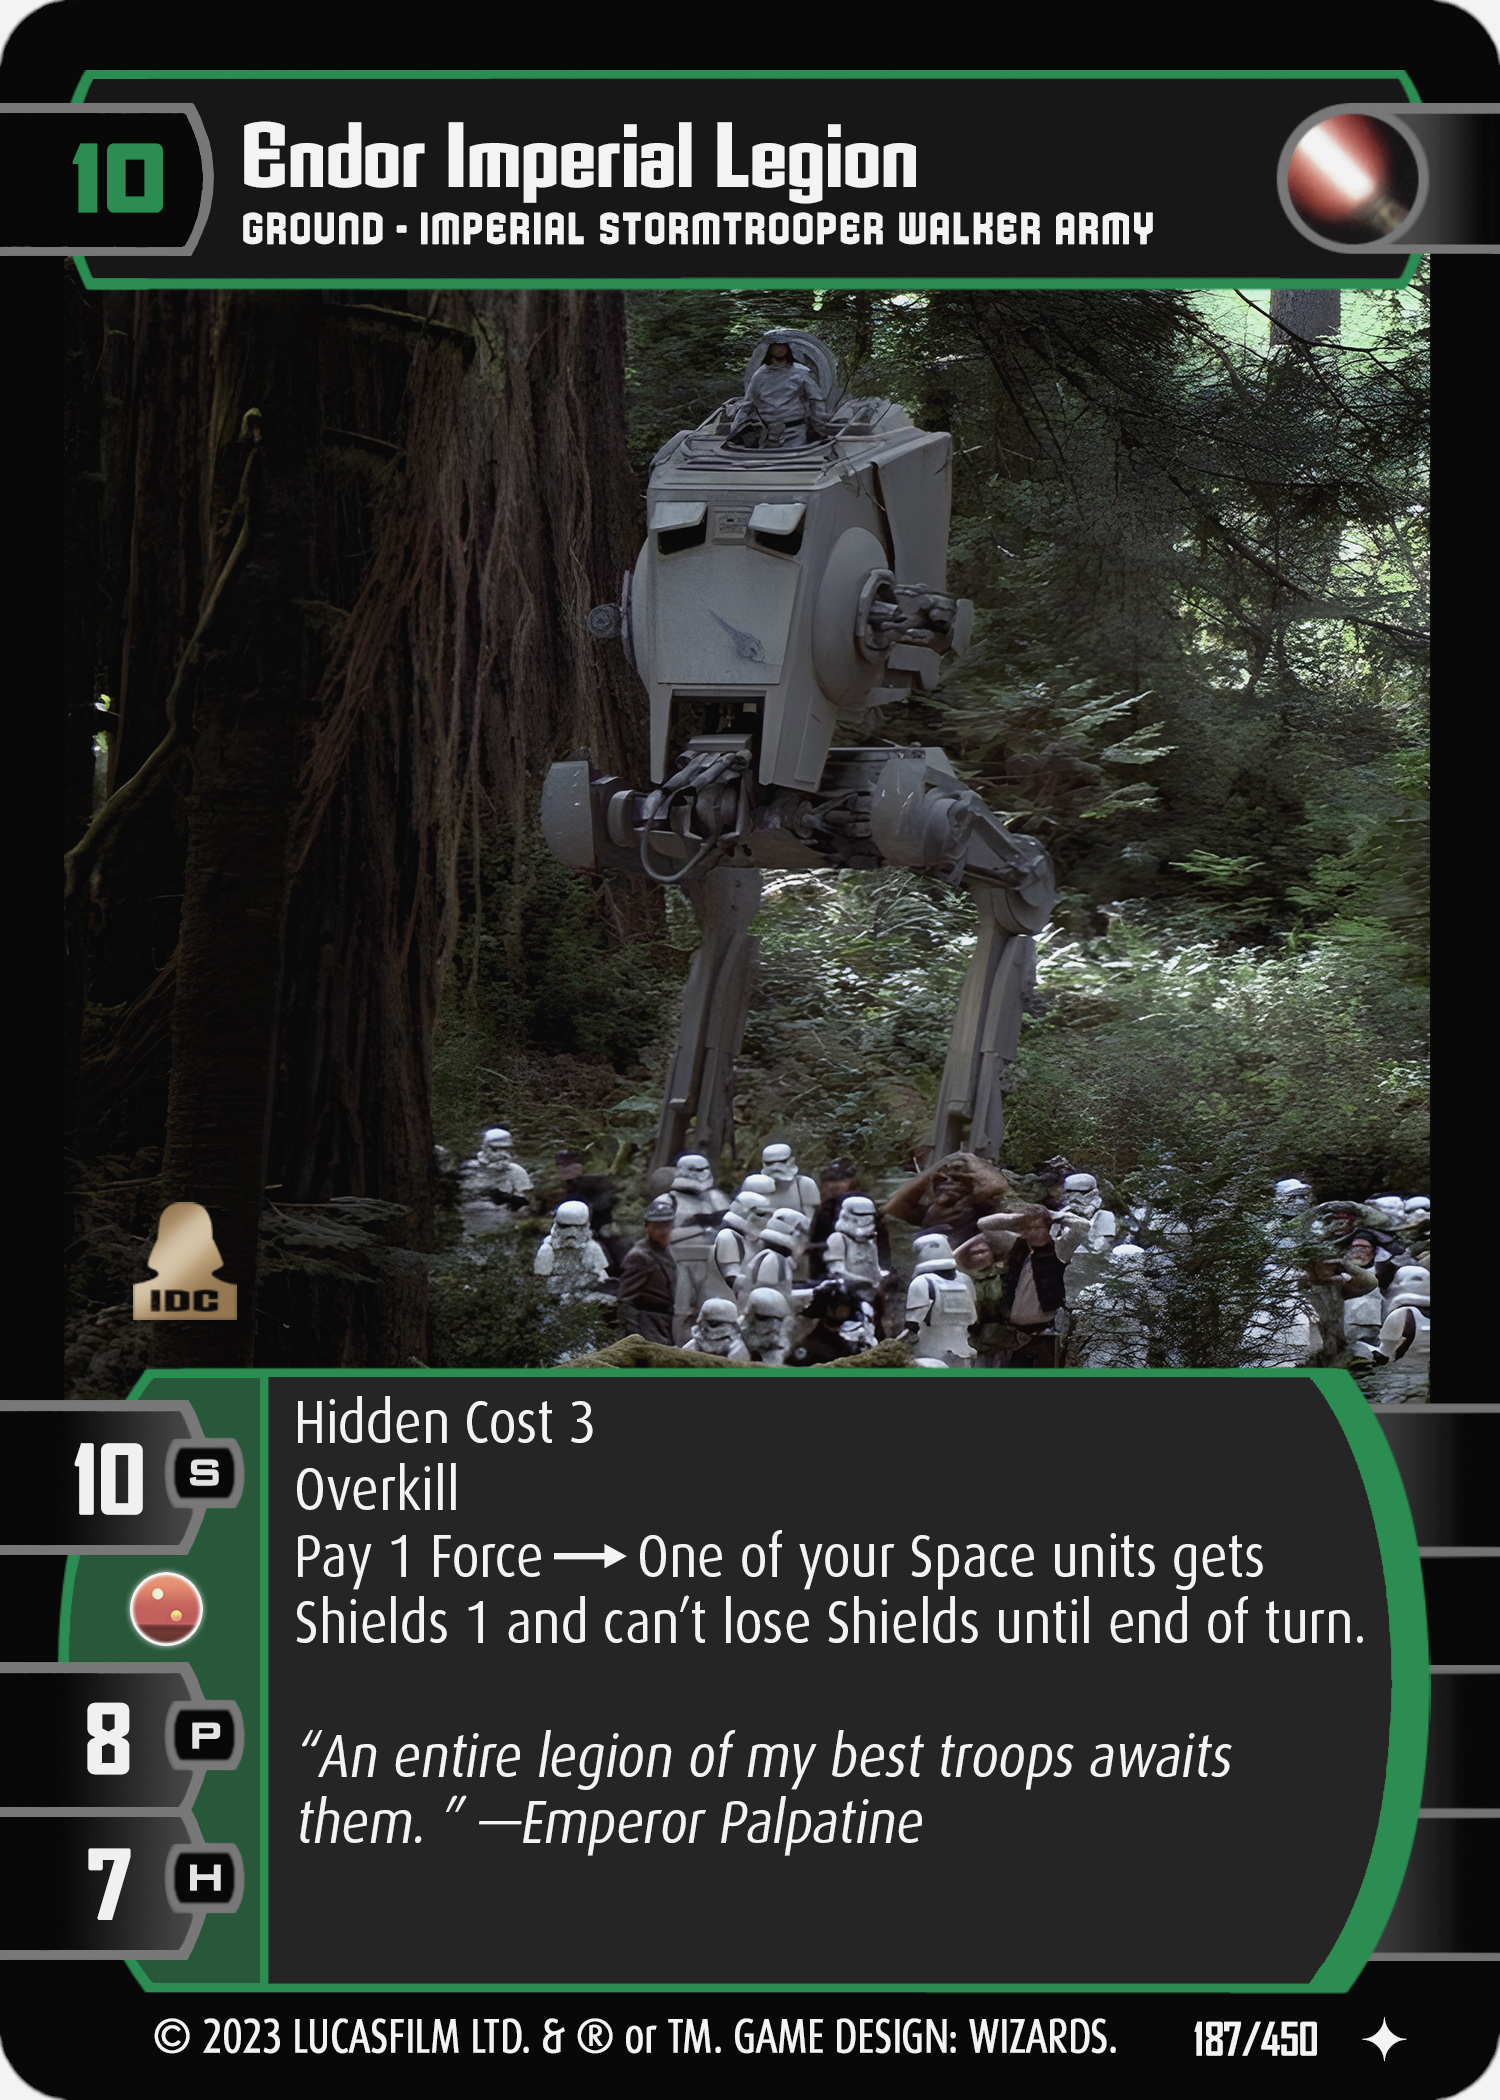 10
Endor Imperial Legion
GROUND - IMPERIAL STORMTROOPER WALKER ARMY
IDC
10 S
8 P
7 H
Hidden Cost 3
Overkill
Pay 1 Force → One of your Space units gets
Shields 1 and can't lose Shields until end of turn.
“An entire legion of my best troops awaits
them. ” —Emperor Palpatine
© 2023 LUCASFILM LTD. & ® or TM. GAME DESIGN: WIZARDS. 187/450